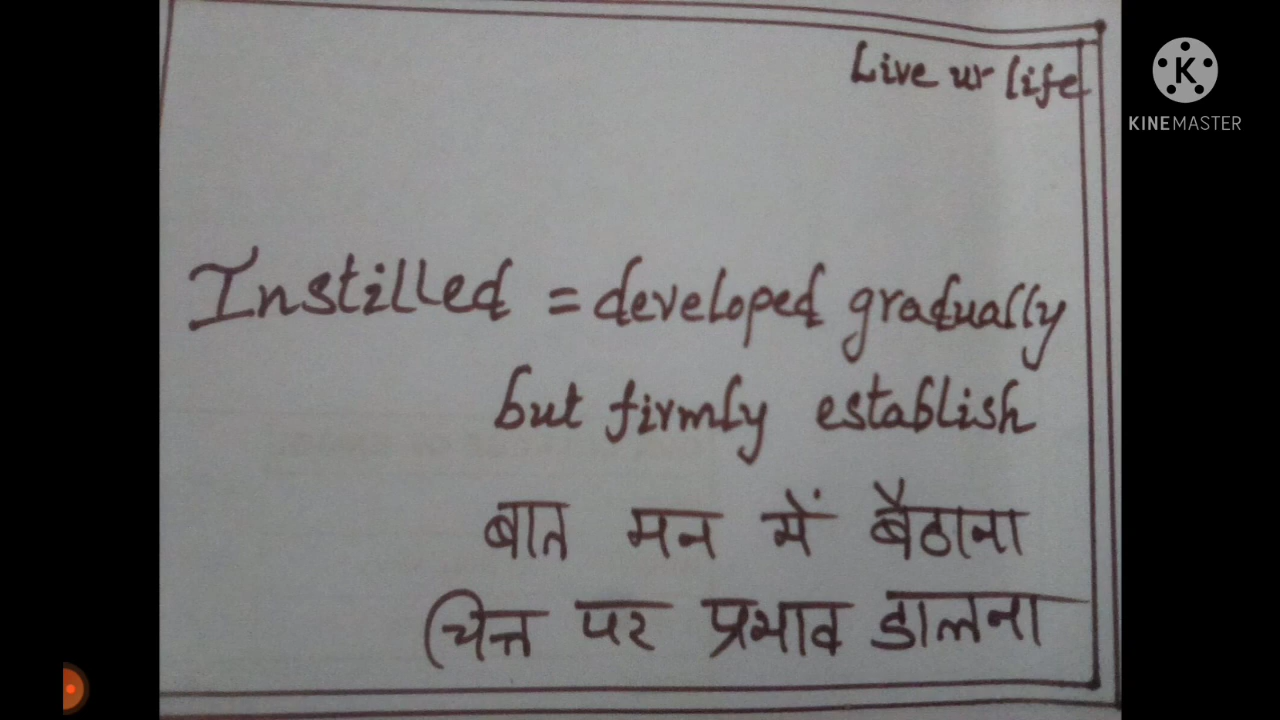 Live ur life
KINEMASTER
Instilled = developed gradually
but firmly establish
बात मन में बैठाना
चित्त पर प्रभाव डालना